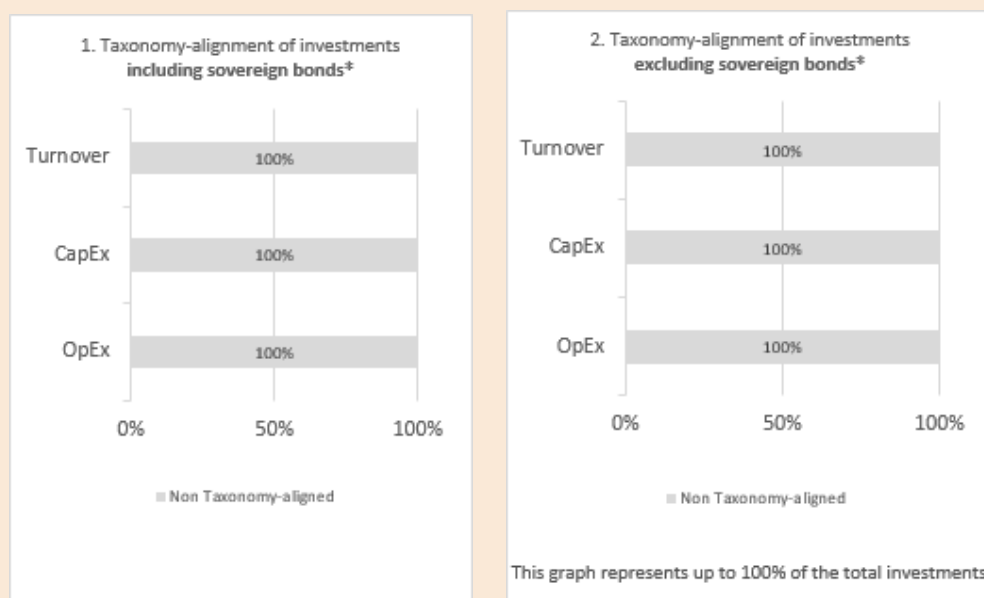 1. Taxonomy-alignment of investments
including sovereign bonds*
Turnover
100%
CapEx
100%
OpEx
100%
0% 50% 100%
Non Taxonomy-aligned
2. Taxonomy-alignment of investments
excluding sovereign bonds*
Turnover
100%
CapEx
100%
OpEx
100%
0% 50% 100%
Non Taxonomy-aligned
This graph represents up to 100% of the total investments